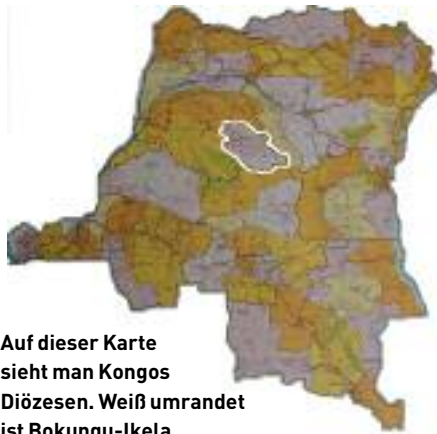 Auf dieser Karte
sieht man Kongos
Diözesen. Weiß umrandet
ist Bokungu-Ikela